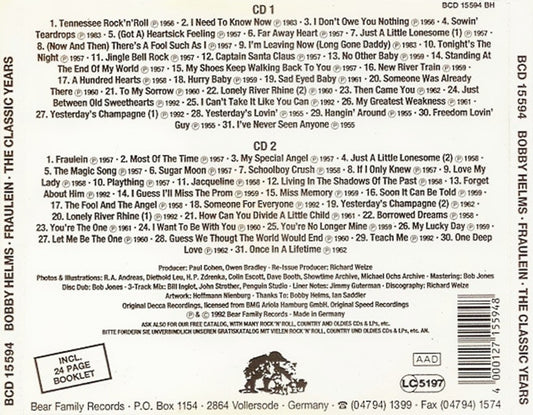 CD 1
BCD 15594 BH
1. Tennessee Rock'n'Roll ℗ 1956 · 2. I Need To Know Now ℗ 1983 · 3. I Don't Owe You Nothing ℗ 1956 · 4. Sowin'
Teardrops ℗ 1983 · 5. (Got A) Heartsick Feeling ℗ 1957 · 6. Far Away Heart ℗ 1957 · 7. Just A Little Lonesome (1) ℗ 1957 ·
8. (Now And Then) There's A Fool Such As I ℗ 1957 · 9. I'm Leaving Now (Long Gone Daddy) ℗ 1983 · 10. Tonight's The
Night ℗ 1957 · 11. Jingle Bell Rock ℗ 1957 · 12. Captain Santa Claus ℗ 1957 · 13. No Other Baby ℗ 1959 · 14. Standing At
The End Of My World ℗ 1957 · 15. My Shoes Keep Walking Back To You ℗ 1957 · 16. New River Train ℗ 1959 ·
17. A Hundred Hearts ℗ 1958 · 18. Hurry Baby ℗ 1959 · 19. Sad Eyed Baby ℗ 1961 · 20. Someone Was Already
There ℗ 1960 · 21. To My Sorrow ℗ 1960 · 22. Lonely River Rhine (2) ℗ 1960 · 23. Then Came You ℗ 1962 · 24. Just
Between Old Sweethearts ℗ 1992 · 25. I Can't Take It Like You Can ℗ 1992 · 26. My Greatest Weakness ℗ 1961 ·
27. Yesterday's Champagne (1) ℗ 1992 · 28. Yesterday's Lovin' ℗ 1955 · 29. Hangin' Around ℗ 1955 · 30. Freedom Lovin'
Guy ℗ 1955 · 31. I've Never Seen Anyone ℗ 1955
CD 2
1. Fraulein ℗ 1957 · 2. Most Of The Time ℗ 1957 · 3. My Special Angel ℗ 1957 · 4. Just A Little Lonesome (2) ℗ 1958 ·
5. The Magic Song ℗ 1957 · 6. Sugar Moon ℗ 1957 · 7. Schoolboy Crush ℗ 1958 · 8. If I Only Knew ℗ 1957 · 9. Love My
Lady ℗ 1958 · 10. Plaything ℗ 1957 · 11. Jacqueline ℗ 1958 · 12. Living In The Shadows Of The Past ℗ 1958 · 13. Forget
About Him ℗ 1992 · 14. I Guess I'll Miss The Prom ℗ 1959 · 15. Miss Memory ℗ 1959 · 16. Soon It Can Be Told ℗ 1959 ·
17. The Fool And The Angel ℗ 1958 · 18. Someone For Everyone ℗ 1992 · 19. Yesterday's Champagne (2) ℗ 1962 ·
20. Lonely River Rhine (1) ℗ 1992 · 21. How Can You Divide A Little Child ℗ 1961 · 22. Borrowed Dreams ℗ 1958 ·
23. You're The One ℗ 1961 · 24. I Want To Be With You ℗ 1960 · 25. You're No Longer Mine ℗ 1959 · 26. My Lucky Day ℗ 1959 ·
27. Let Me Be The One ℗ 1960 · 28. Guess We Thougt The World Would End ℗ 1960 · 29. Teach Me ℗ 1992 · 30. One Deep
Love ℗ 1962 · 31. Once In A Lifetime ℗ 1962
Producer: Paul Cohen, Owen Bradley · Re-Issue Producer: Richard Weize
Photos & Illustrations: R.A. Andreas, Diethold Leu, H.P. Zdrenka, Colin Escott, Dave Booth, Showtime Archive, Michael Ochs Archive · Mastering: Bob Jones
Disc Dub: Bob Jones · 3-Track Mix: Bill Inglot, John Strother, Penguin Studio · Liner Notes: Jimmy Guterman · Discography: Richard Weize
Artwork: Hoffmann Nienburg · Thanks To: Bobby Helms, Ian Saddler
Original Decca Recordings, licensed from BMG Ariola Hamburg GmbH. Original Speed Recordings
℗ & © 1992 Bear Family Records · Made in Germany
ASK ALSO FOR OUR FREE CATALOG, WITH MANY ROCK'N'ROLL, COUNTRY AND OLDIES CDs & LPs, etc.
BITTE FORDERN SIE UNVERBINDLICH UNSEREN GRATISKATALOG MIT VIELEN ROCK'N'ROLL, COUNTRY UND OLDIES CDs & LPs, etc. AN.
INCL.
24 PAGE
BOOKLET
AAD
LC 5197
4 000127 155948
Bear Family Records · P.O. Box 1154 · 2864 Vollersode - Germany · ☎ (04794) 1399 · Fax (04794) 1574
BCD 15594 BOBBY HELMS · FRAULEIN · THE CLASSIC YEARS
BCD 15594 BOBBY HELMS · FRAULEIN · THE CLASSIC YEARS